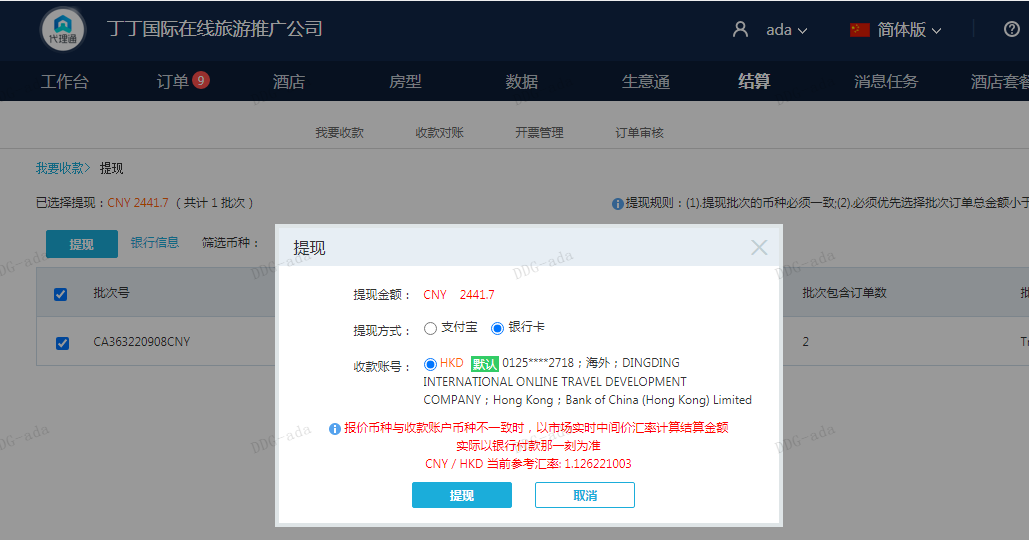 代理通
丁丁国际在线旅游推广公司
ada
简体版
工作台
订单 9
酒店
房型
数据
生意通
结算
消息任务
酒店套餐
我要收款
收款对账
开票管理
订单审核
我要收款> 提现
已选择提现：CNY 2441.7 （ 共计 1 批次 ）
提现规则：(1).提现批次的币种必须一致;(2).必须优先选择批次订单总金额小于
提现
银行信息
筛选币种：
批次号
批次包含订单数
批
CA363220908CNY
2
提现
提现金额： CNY 2441.7
提现方式： 支付宝 银行卡
收款账号： HKD 默认 0125****2718；海外；DINGDING
INTERNATIONAL ONLINE TRAVEL DEVELOPMENT
COMPANY；Hong Kong；Bank of China (Hong Kong) Limited
报价币种与收款账户币种不一致时，以市场实时中间价汇率计算结算金额
实际以银行付款那一刻为准
CNY / HKD 当前参考汇率: 1.126221003
提现
取消
DDG-ada
DDG-ada
DDG-ada
DDG-ada
DDG-ada
DDG-ada
DDG-ada